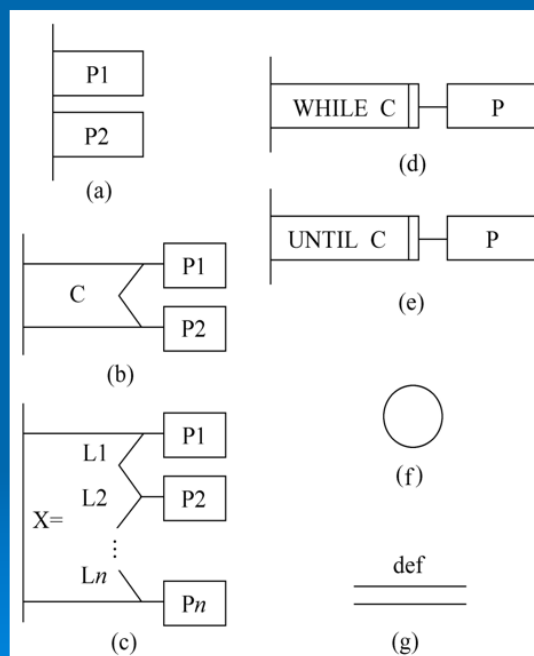 P1
P2
(a)
C
P1
P2
(b)
X=
L1
L2
⋮
Ln
P1
P2
Pn
(c)
WHILE C
P
(d)
UNTIL C
P
(e)
(f)
def
(g)